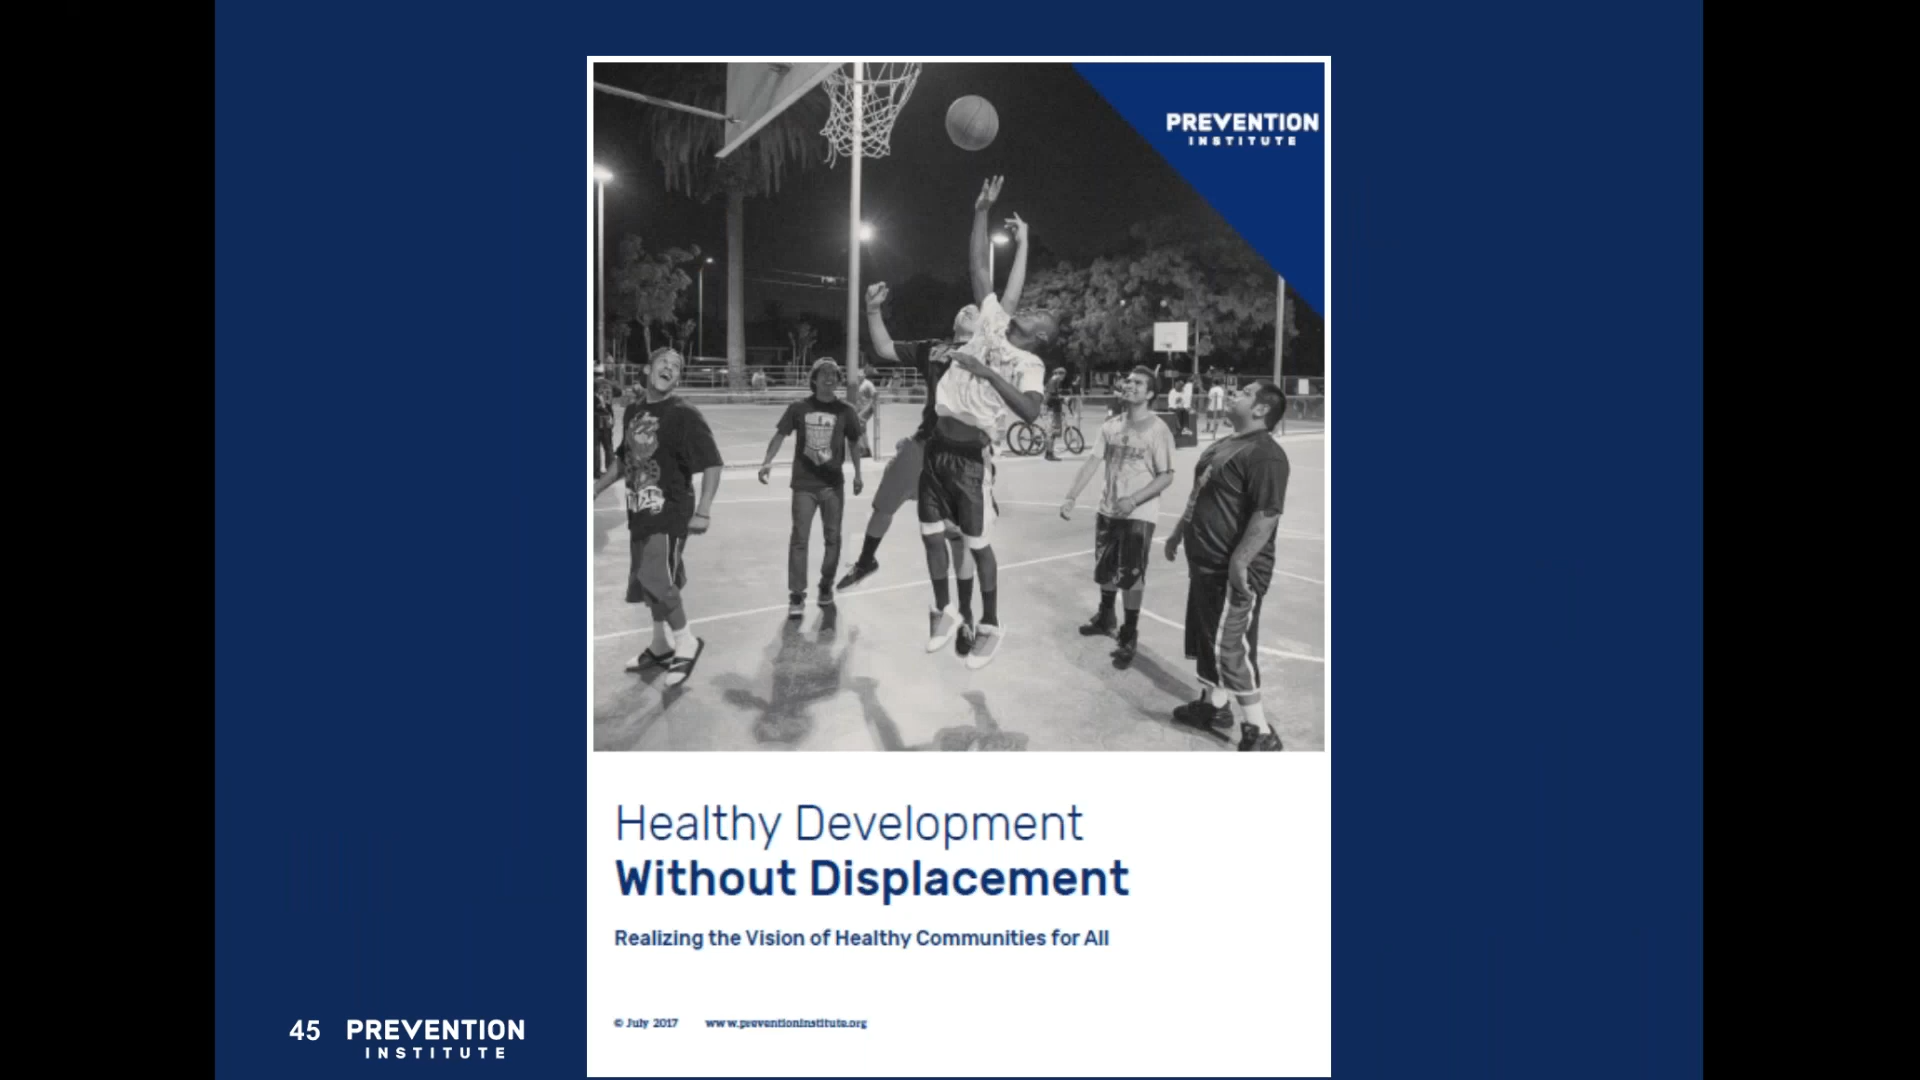 PREVENTION
INSTITUTE
Healthy Development
Without Displacement
Realizing the Vision of Healthy Communities for All
© July 2017 www.preventioninstitute.org
45 PREVENTION
INSTITUTE